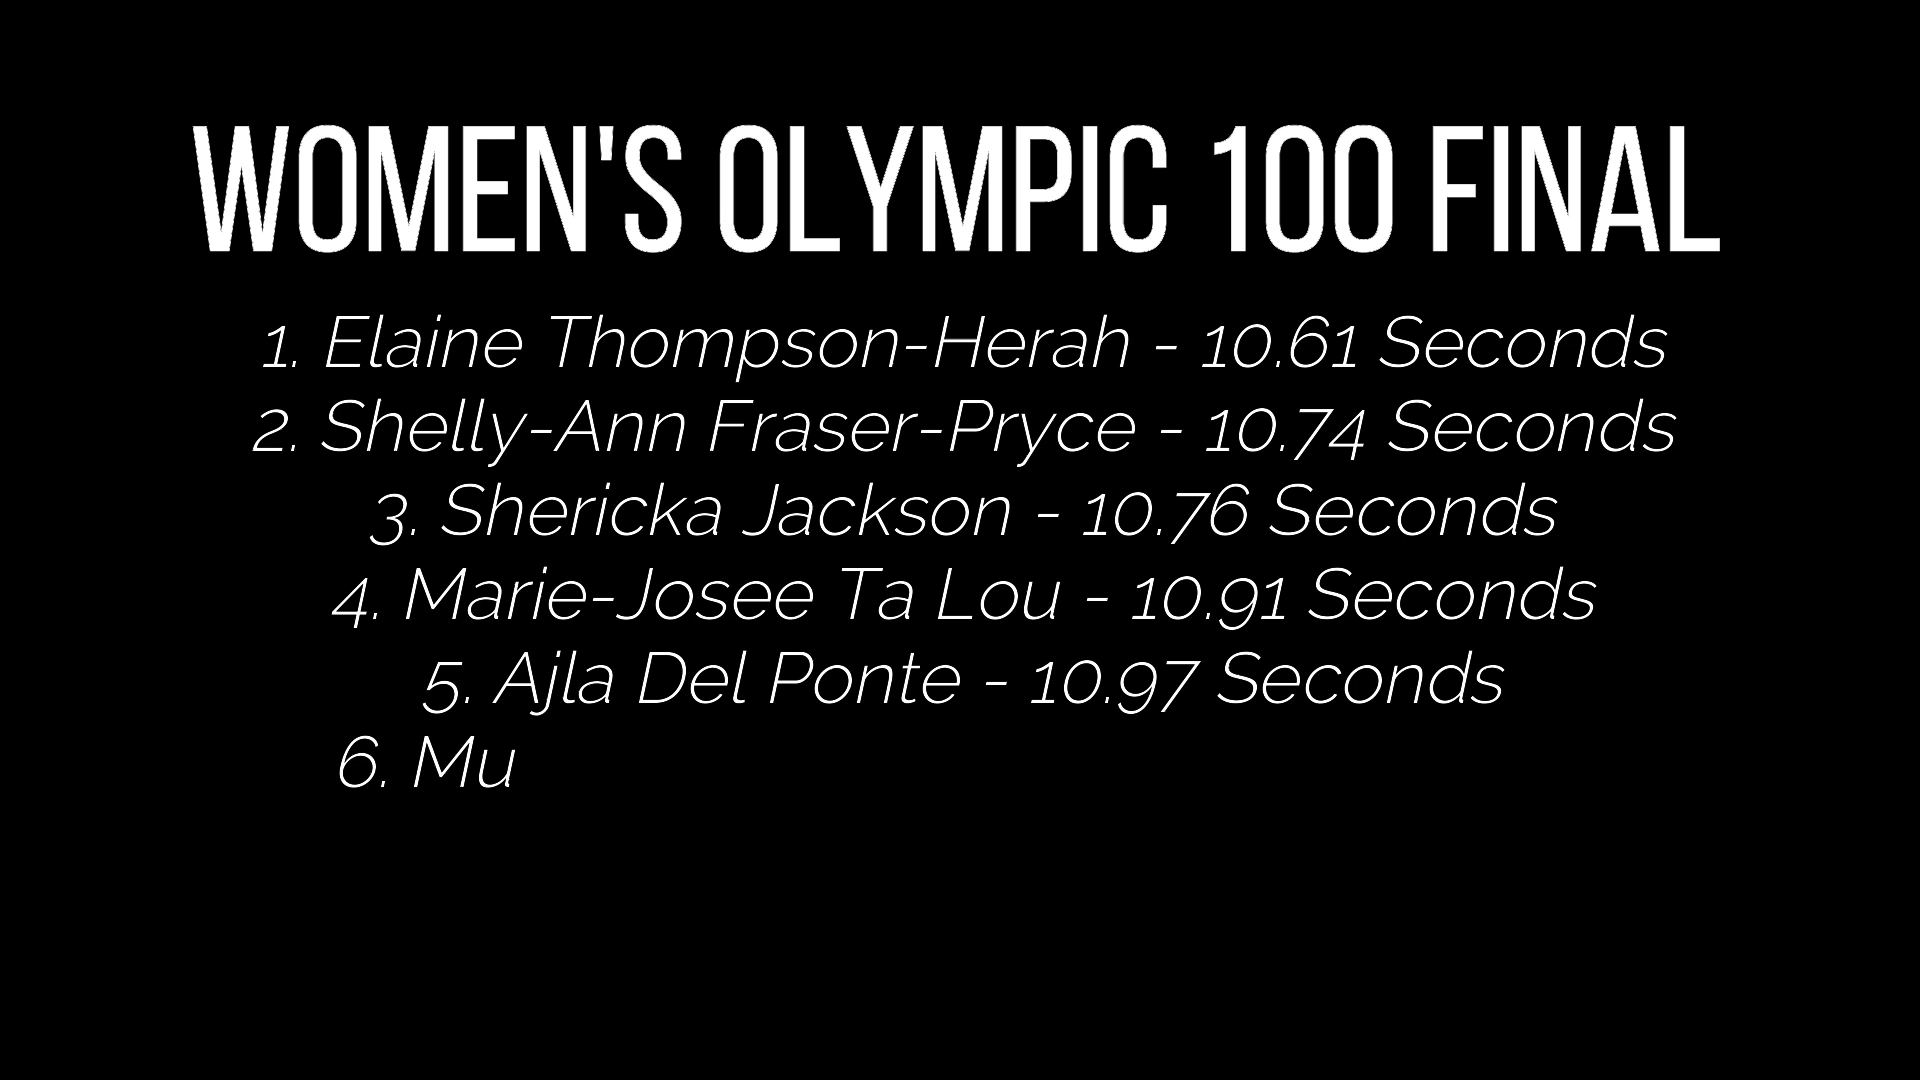 WOMEN'S OLYMPIC 100 FINAL
1. Elaine Thompson-Herah - 10.61 Seconds
2. Shelly-Ann Fraser-Pryce - 10.74 Seconds
3. Shericka Jackson - 10.76 Seconds
4. Marie-Josee Ta Lou - 10.91 Seconds
5. Ajla Del Ponte - 10.97 Seconds
6. Mu